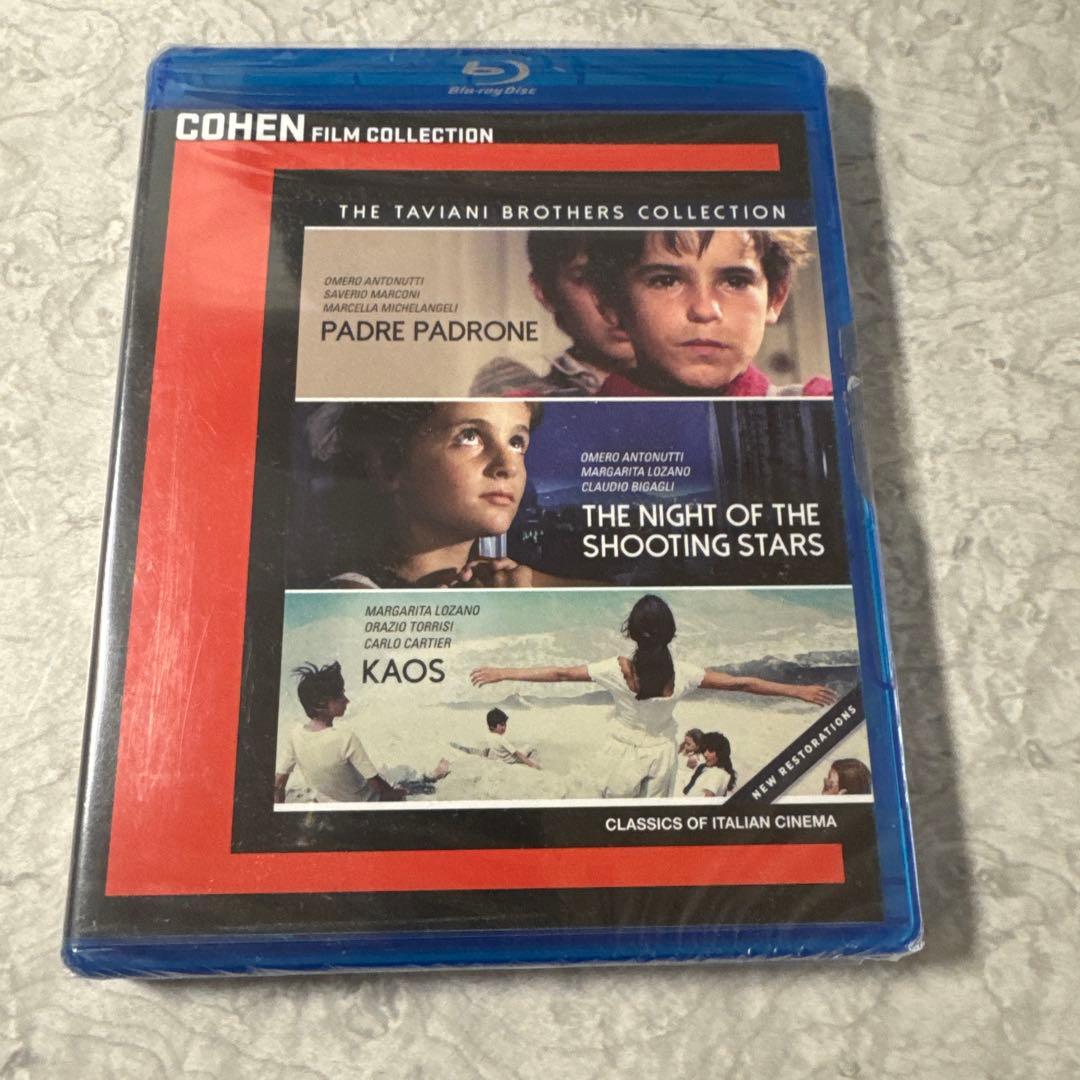 Blu-ray Disc
COHEN FILM COLLECTION
THE TAVIANI BROTHERS COLLECTION
OMERO ANTONUTTI
SAVERIO MARCONI
MARCELLA MICHELANGELI
PADRE PADRONE
OMERO ANTONUTTI
MARGARITA LOZANO
CLAUDIO BIGAGLI
THE NIGHT OF THE
SHOOTING STARS
MARGARITA LOZANO
ORAZIO TORRISI
CARLO CARTIER
KAOS
NEW RESTORATIONS
CLASSICS OF ITALIAN CINEMA